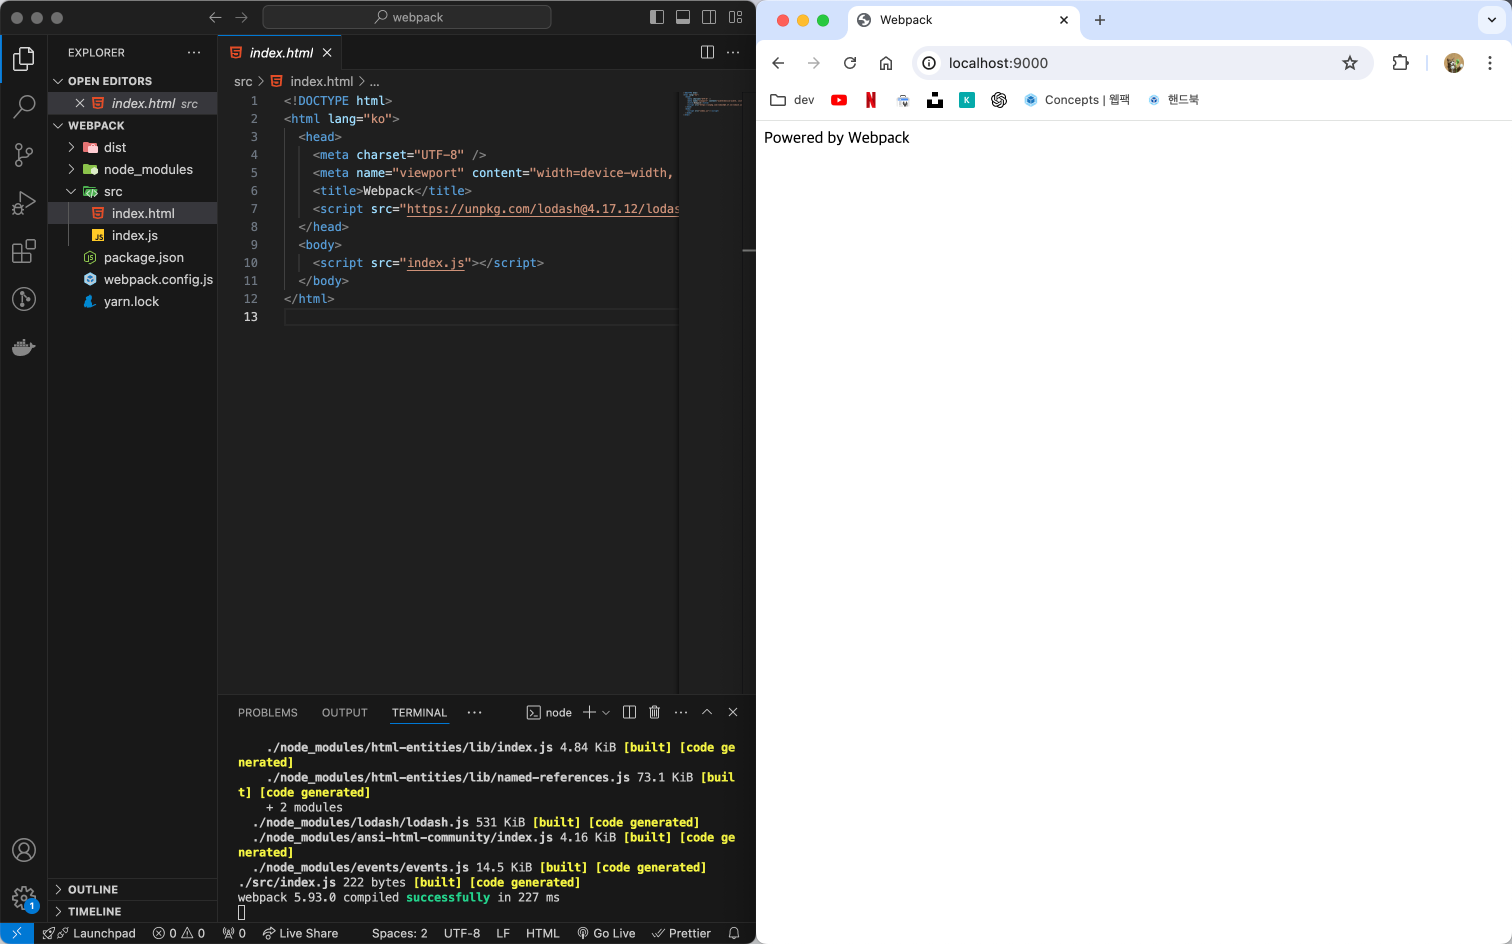 webpack
EXPLORER
OPEN EDITORS
index.html src
WEBPACK
dist
node_modules
src
index.html
index.js
package.json
webpack.config.js
yarn.lock
OUTLINE
TIMELINE
index.html
src > index.html > ...
1 <!DOCTYPE html>
2 <html lang="ko">
3 <head>
4 <meta charset="UTF-8" />
5 <meta name="viewport" content="width=device-width,
6 <title>Webpack</title>
7 <script src="https://unpkg.com/lodash@4.17.12/lodas
8 </head>
9 <body>
10 <script src="index.js"></script>
11 </body>
12 </html>
13
PROBLEMS OUTPUT TERMINAL node
./node_modules/html-entities/lib/index.js 4.84 KiB [built] [code ge
nerated]
./node_modules/html-entities/lib/named-references.js 73.1 KiB [buil
t] [code generated]
+ 2 modules
./node_modules/lodash/lodash.js 531 KiB [built] [code generated]
./node_modules/ansi-html-community/index.js 4.16 KiB [built] [code ge
nerated]
./node_modules/events/events.js 14.5 KiB [built] [code generated]
./src/index.js 222 bytes [built] [code generated]
webpack 5.93.0 compiled successfully in 227 ms
1
Launchpad 0 0 0 Live Share Spaces: 2 UTF-8 LF HTML Go Live Prettier
Webpack
localhost:9000
dev Concepts | 웹팩 핸드북
Powered by Webpack